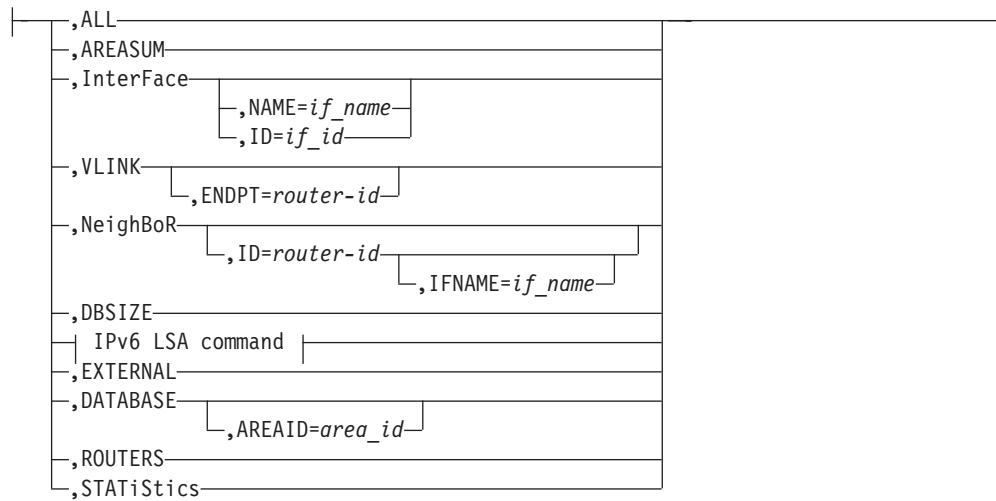 ,ALL
,AREASUM
,InterFace
,NAME=if_name
,ID=if_id
,VLINK
,ENDPT=router-id
,NeighBoR
,ID=router-id
,IFNAME=if_name
,DBSIZE
IPv6 LSA command
,EXTERNAL
,DATABASE
,AREAID=area_id
,ROUTERS
,STATiStics